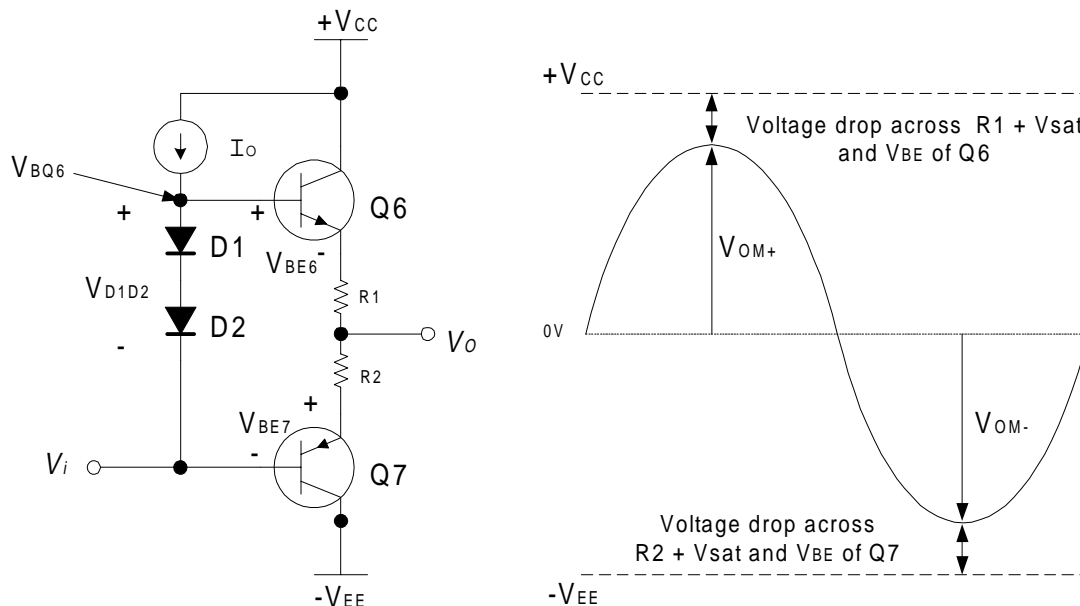 +VCC
IO
VBQ6
+
+
Q6
D1
VBE6
-
VD1D2
R1
D2
-
VO
R2
+
VBE7
-
Vi
Q7
-VEE
+VCC
Voltage drop across R1 + Vsat
and VBE of Q6
VOM+
0V
VOM-
Voltage drop across
R2 + Vsat and VBE of Q7
-VEE